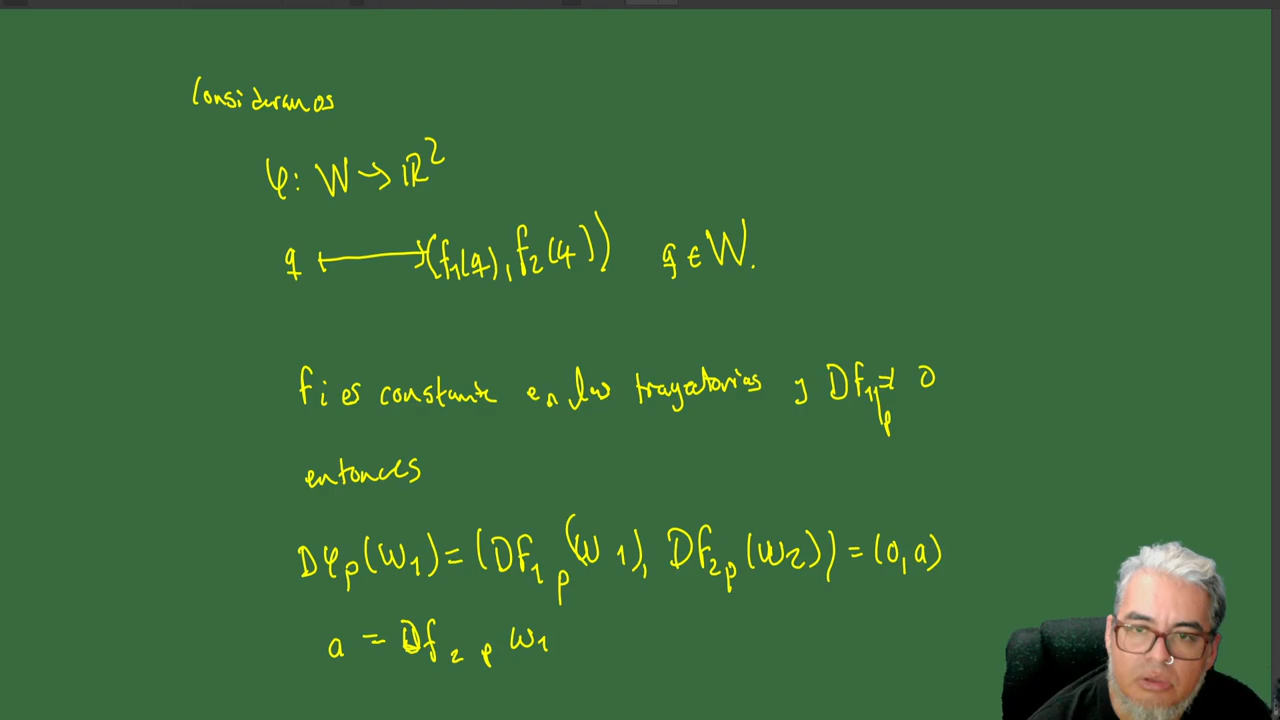 Consideramos
φ: W → ℝ²
q ⟼ (f₁(q), f₂(q)) q ∈ W.
fi es constante en las trayectorias y Df₁|p ≠ 0
entonces
Dφp(w₁) = (Df₁p(w₁), Df₂p(w₂)) = (0, a)
a = Df₂p w₁